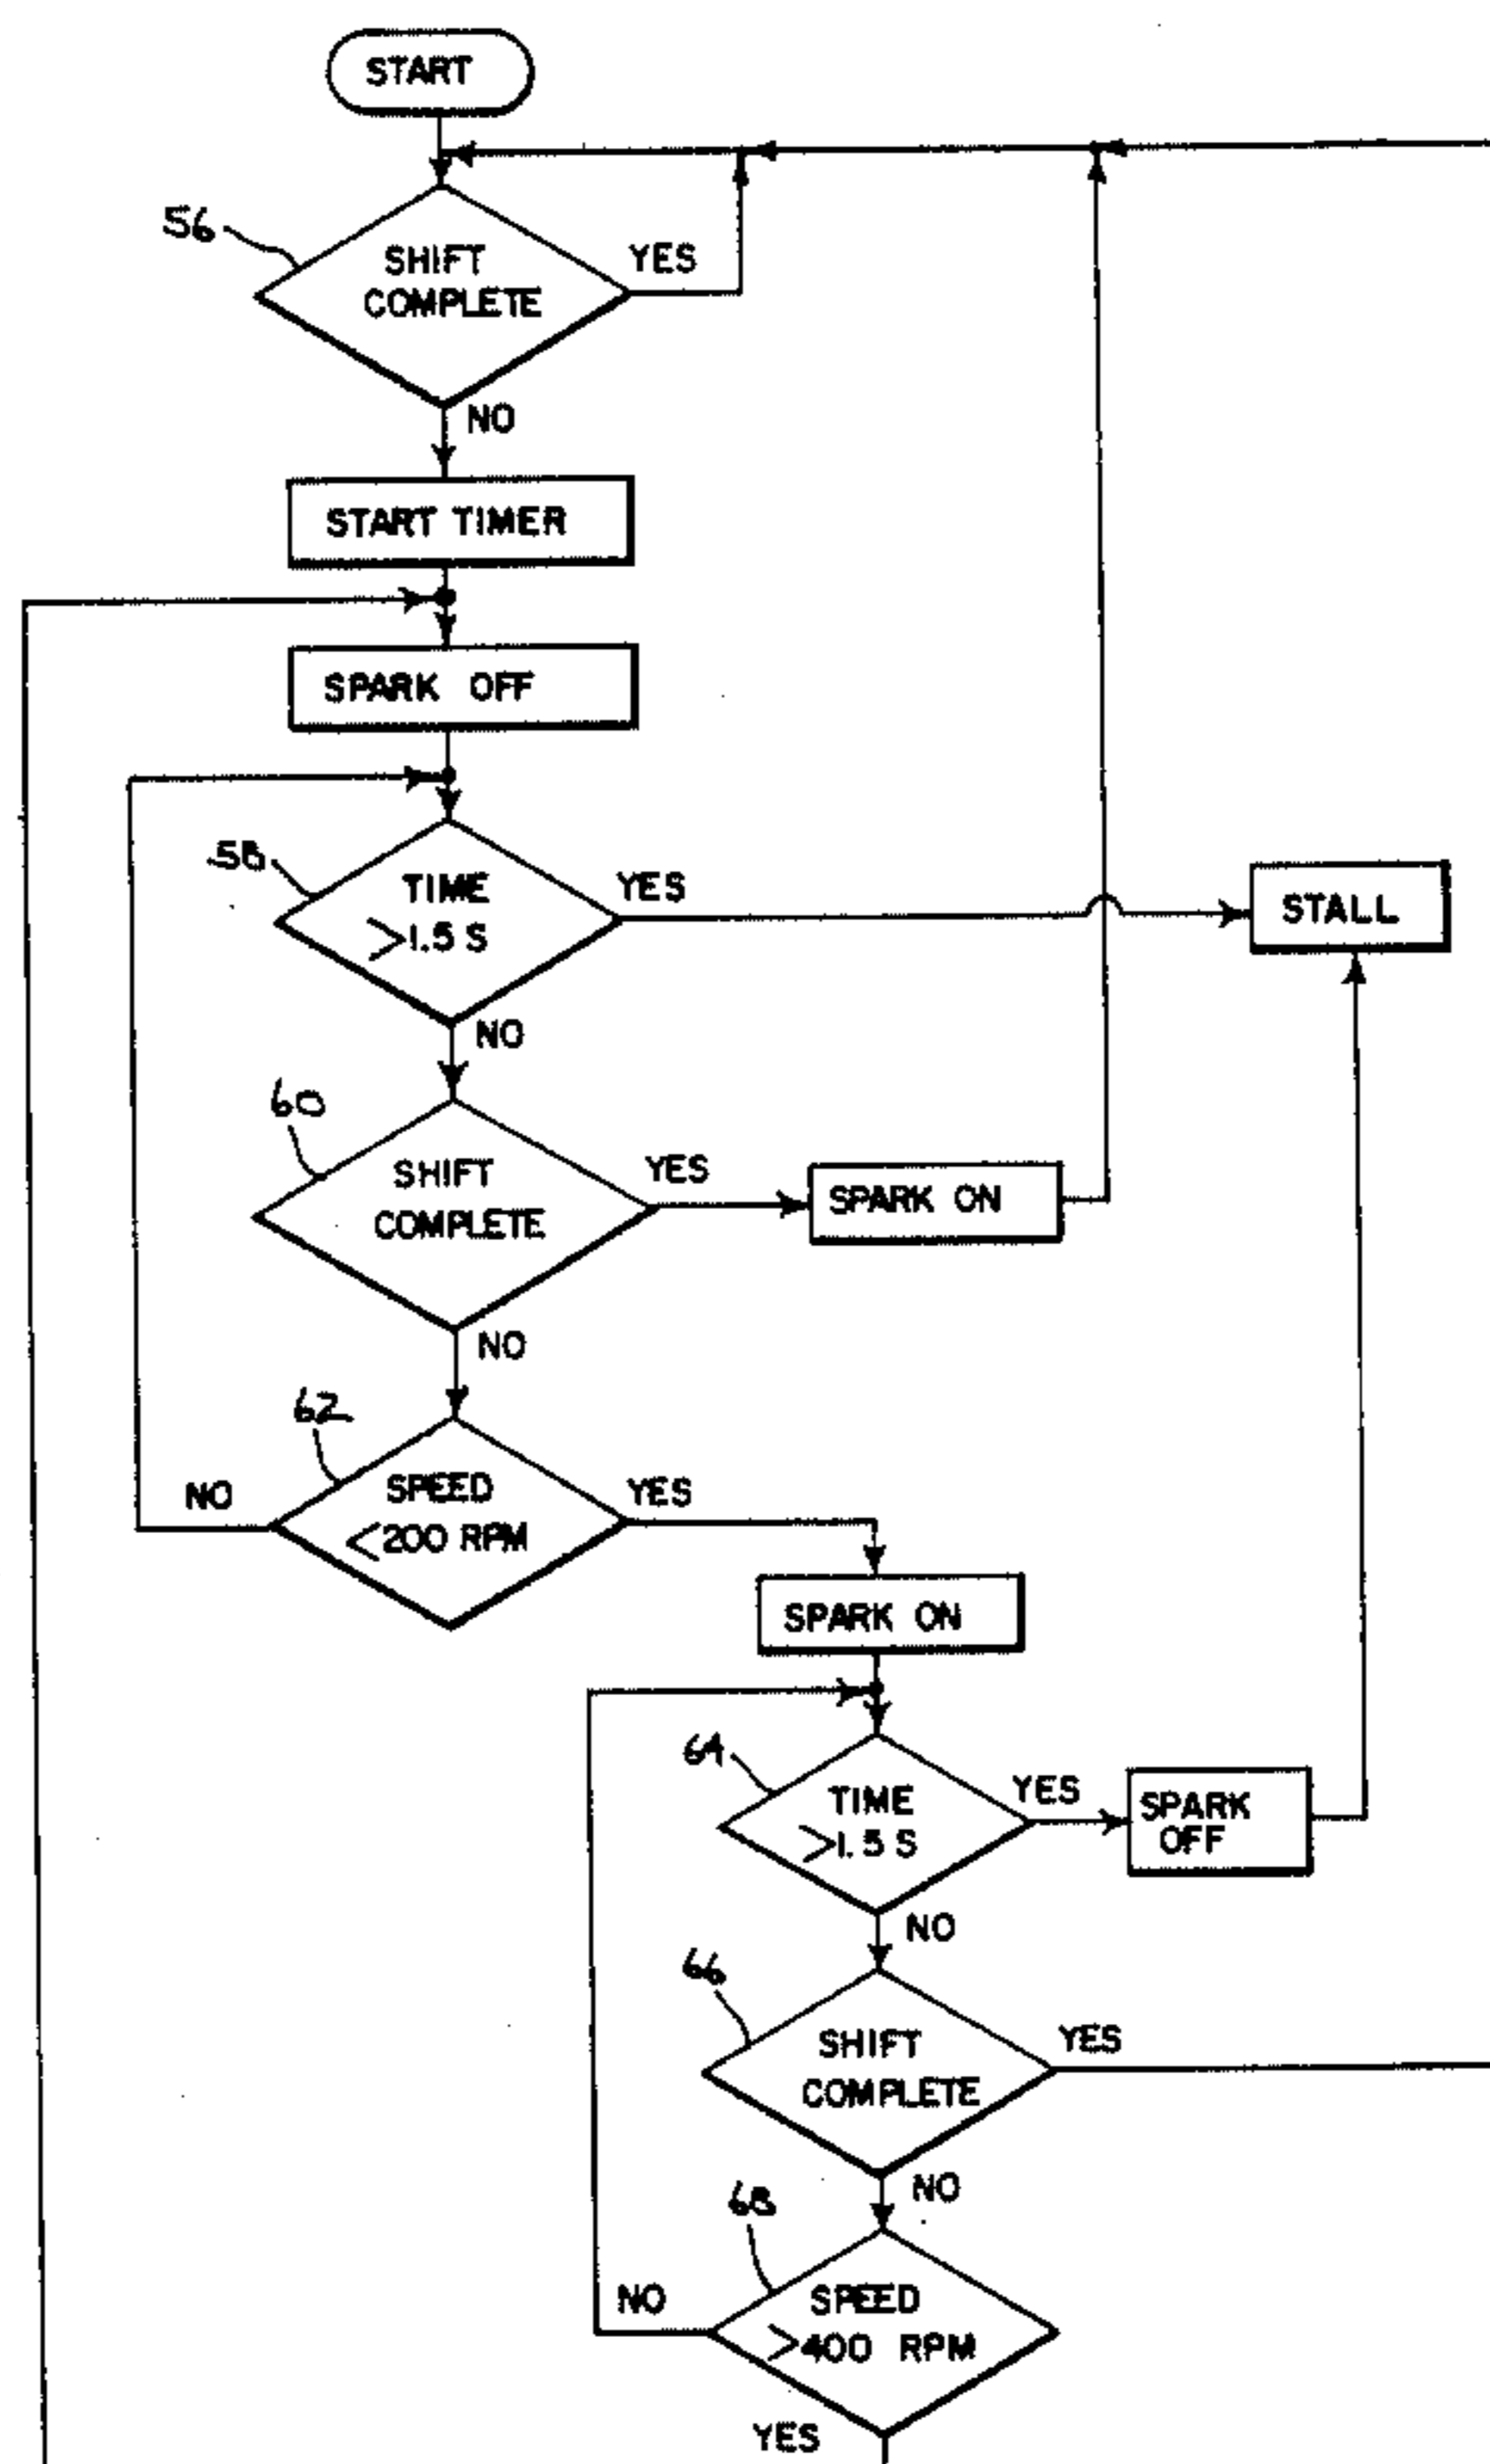 START
56
SHIFT
COMPLETE
YES
NO
START TIMER
SPARK OFF
58
TIME
>1.5 S
YES
STALL
NO
60
SHIFT
COMPLETE
YES
SPARK ON
NO
62
SPEED
<200 RPM
NO
YES
SPARK ON
64
TIME
>1.5 S
YES
SPARK
OFF
NO
66
SHIFT
COMPLETE
YES
NO
68
SPEED
>400 RPM
NO
YES